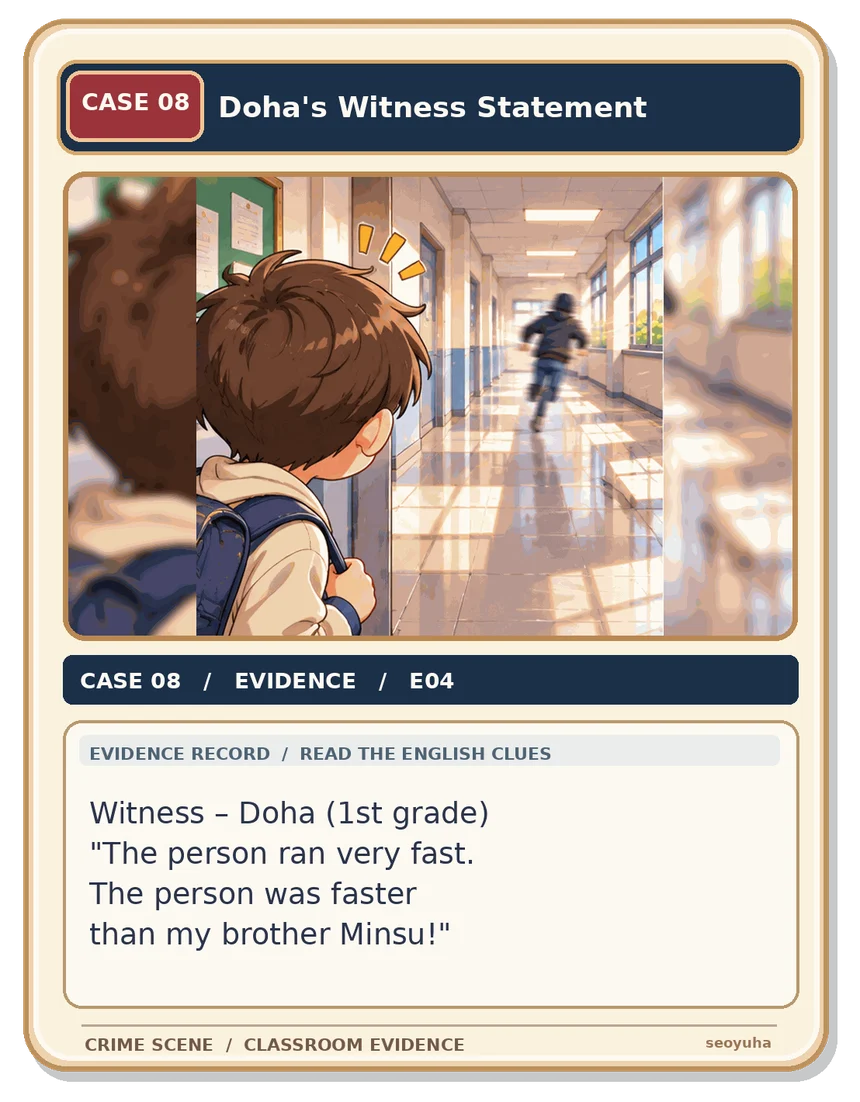 CASE 08
Doha's Witness Statement
CASE 08 / EVIDENCE / E04
EVIDENCE RECORD / READ THE ENGLISH CLUES
Witness – Doha (1st grade)
"The person ran very fast.
The person was faster
than my brother Minsu!"
CRIME SCENE / CLASSROOM EVIDENCE
seoyuha